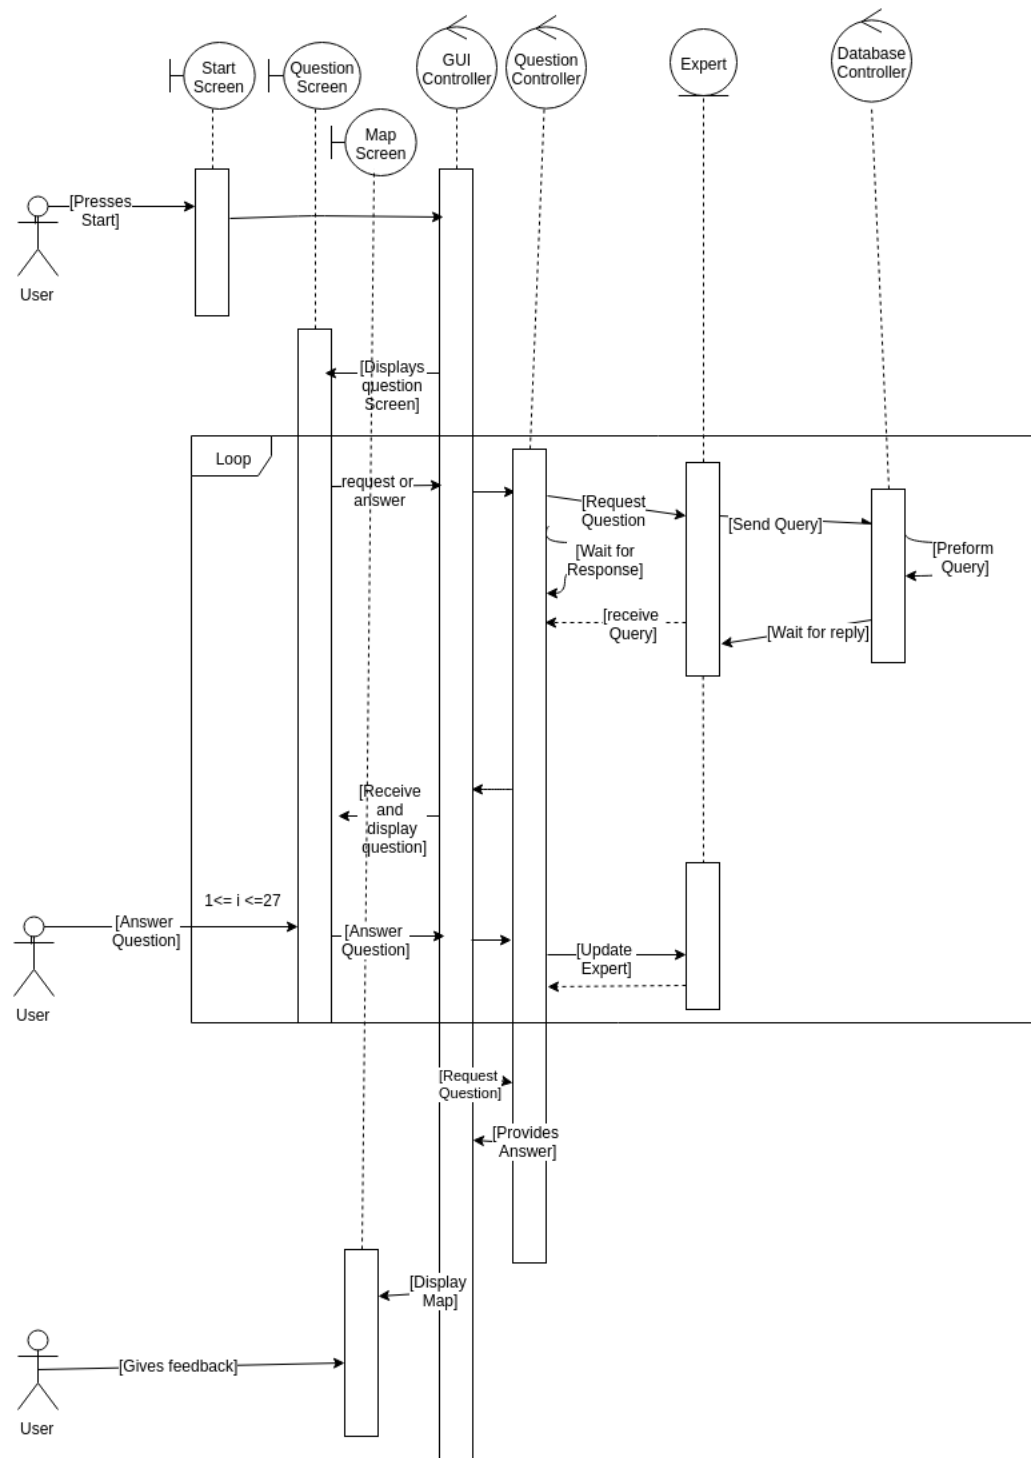 Start
Screen
Question
Screen
GUI
Controller
Question
Controller
Expert
Database
Controller
Map
Screen
[Presses
Start]
User
[Displays
question
Screen]
Loop
request or
answer
[Request
Question
[Send Query]
[Preform
Query]
[Wait for
Response]
[receive
Query]
[Wait for reply]
[Receive
and
display
question]
1<= i <=27
[Answer
Question]
[Answer
Question]
[Update
Expert]
User
[Request
Question]
[Provides
Answer]
[Display
Map]
[Gives feedback]
User